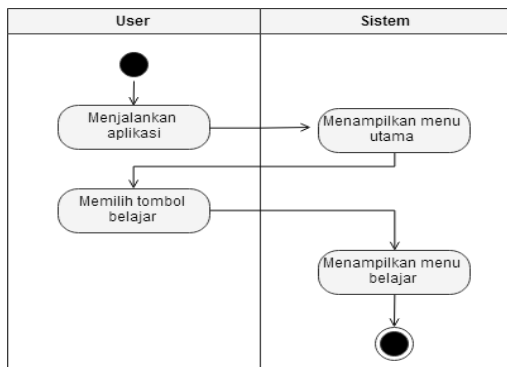 User
Sistem
Menjalankan
aplikasi
Menampilkan menu
utama
Memilih tombol
belajar
Menampilkan menu
belajar